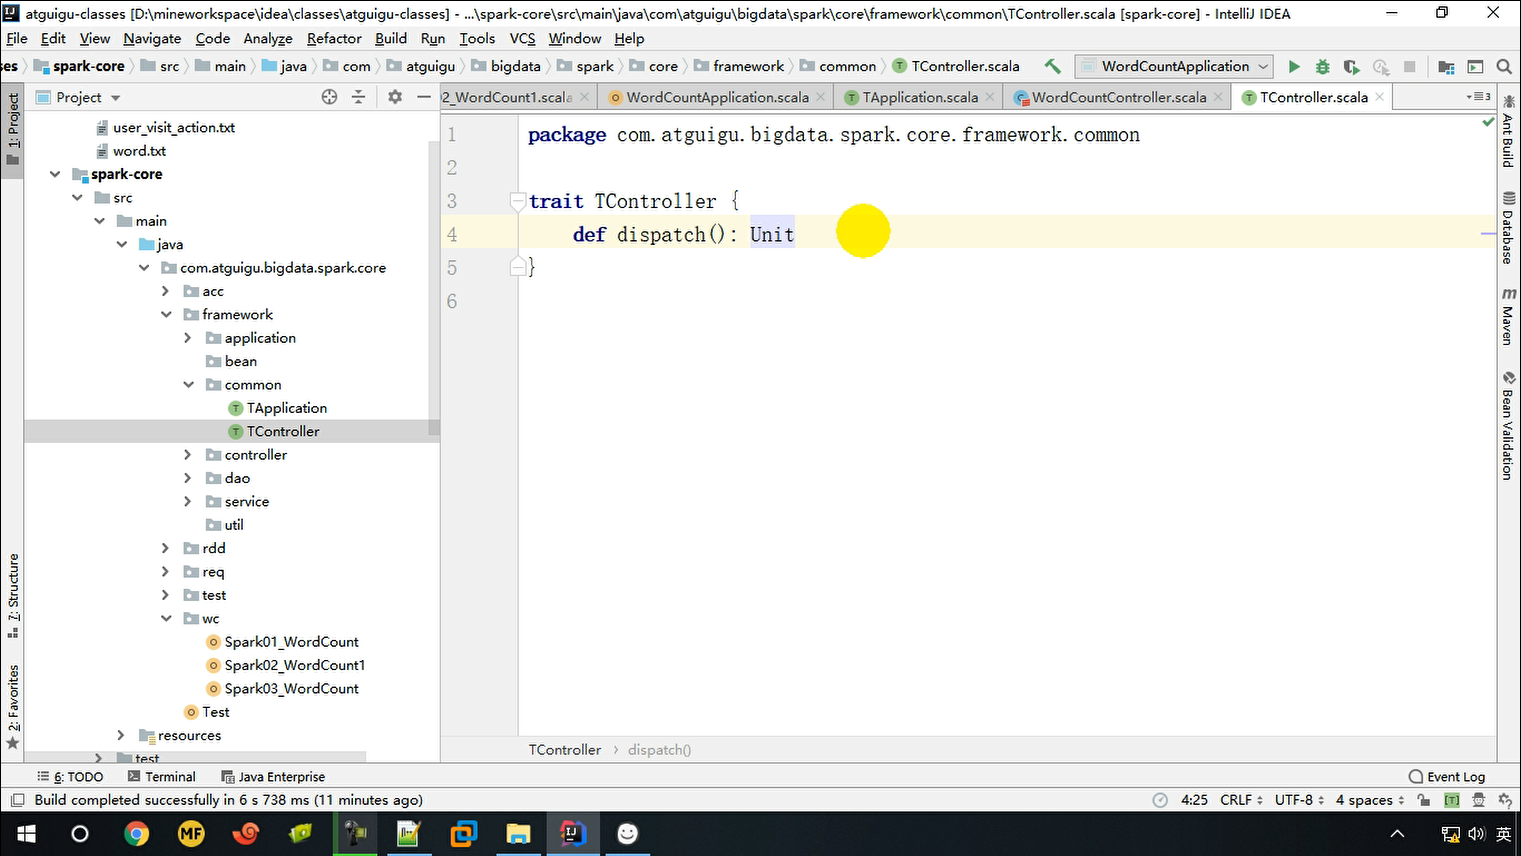 atguigu-classes [D:\mineworkspace\idea\classes\atguigu-classes] - ...\spark-core\src\main\java\com\atguigu\bigdata\spark\core\framework\common\TController.scala [spark-core] - IntelliJ IDEA
File Edit View Navigate Code Analyze Refactor Build Run Tools VCS Window Help
ses spark-core src main java com atguigu bigdata spark core framework common TController.scala WordCountApplication
Project 2_WordCount1.scala WordCountApplication.scala TApplication.scala WordCountController.scala TController.scala 3
1: Project
7: Structure
2: Favorites
user_visit_action.txt
word.txt
spark-core
src
main
java
com.atguigu.bigdata.spark.core
acc
framework
application
bean
common
TApplication
TController
controller
dao
service
util
rdd
req
test
wc
Spark01_WordCount
Spark02_WordCount1
Spark03_WordCount
Test
resources
test
1 package com.atguigu.bigdata.spark.core.framework.common
2
3 trait TController {
4 def dispatch(): Unit
5 }
6
TController dispatch()
Ant Build
Database
Maven
Bean Validation
6: TODO Terminal Java Enterprise Event Log
Build completed successfully in 6 s 738 ms (11 minutes ago) 4:25 CRLF UTF-8 4 spaces [T]
MF IJ 英